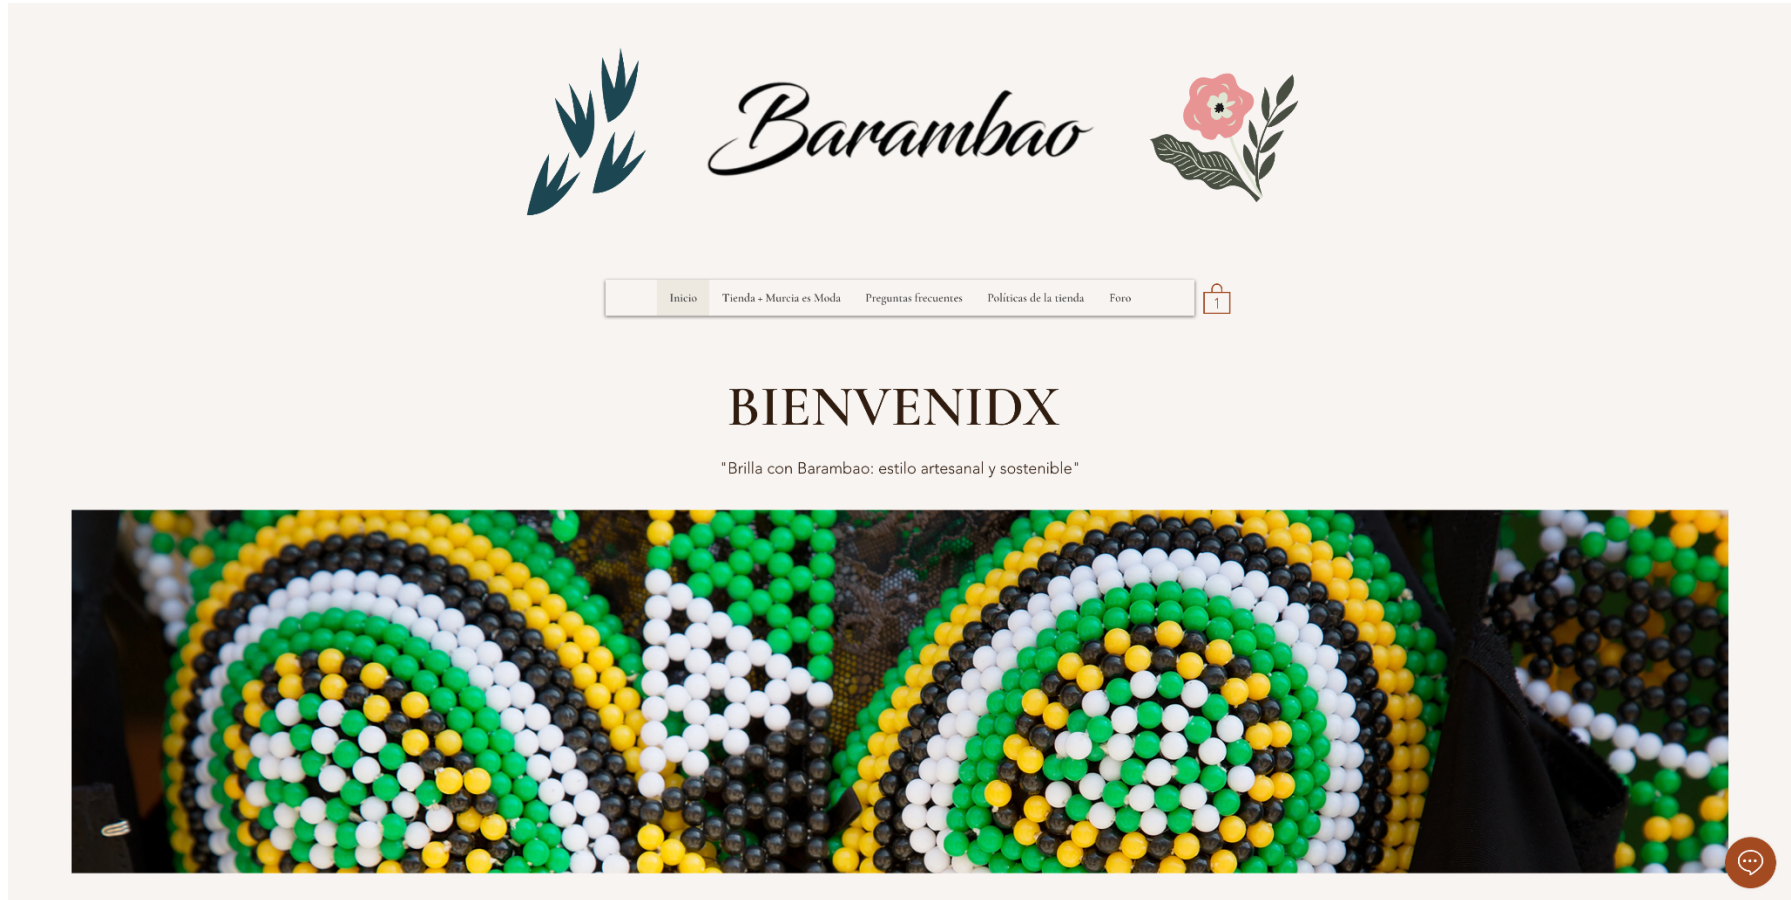 Barambao
Inicio Tienda + Murcia es Moda Preguntas frecuentes Políticas de la tienda Foro 1
BIENVENIDX
"Brilla con Barambao: estilo artesanal y sostenible"